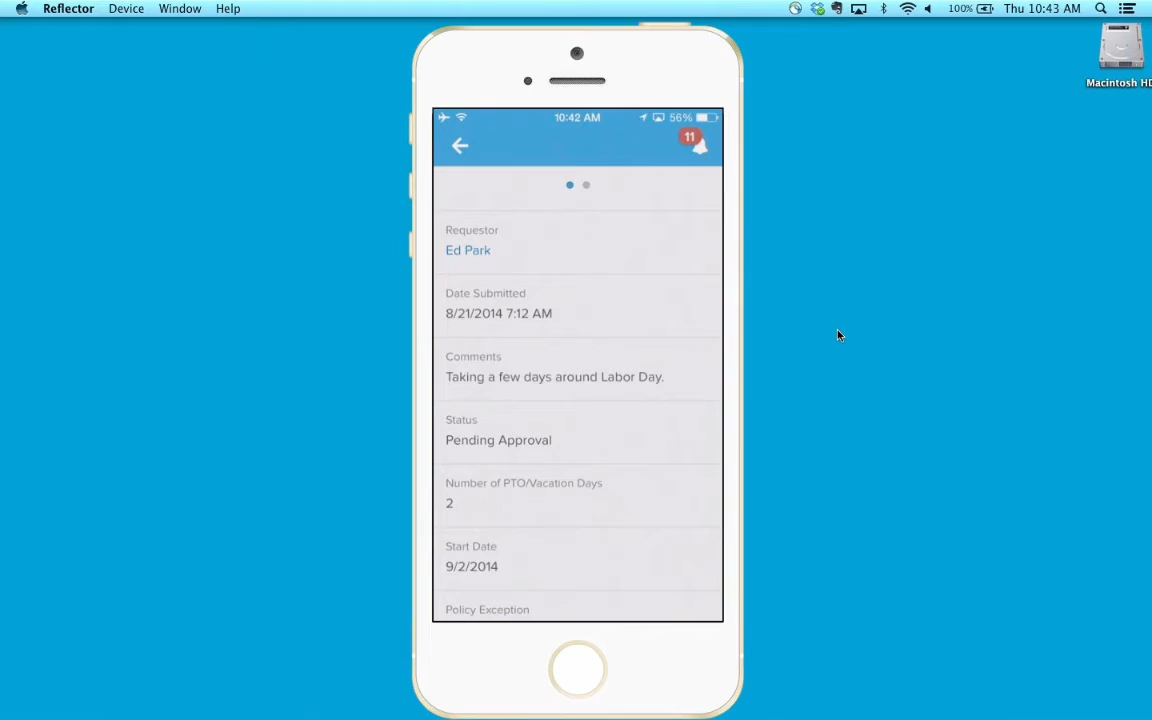 Reflector Device Window Help 100% Thu 10:43 AM
Macintosh HD
10:42 AM 56%
11
Requestor
Ed Park
Date Submitted
8/21/2014 7:12 AM
Comments
Taking a few days around Labor Day.
Status
Pending Approval
Number of PTO/Vacation Days
2
Start Date
9/2/2014
Policy Exception